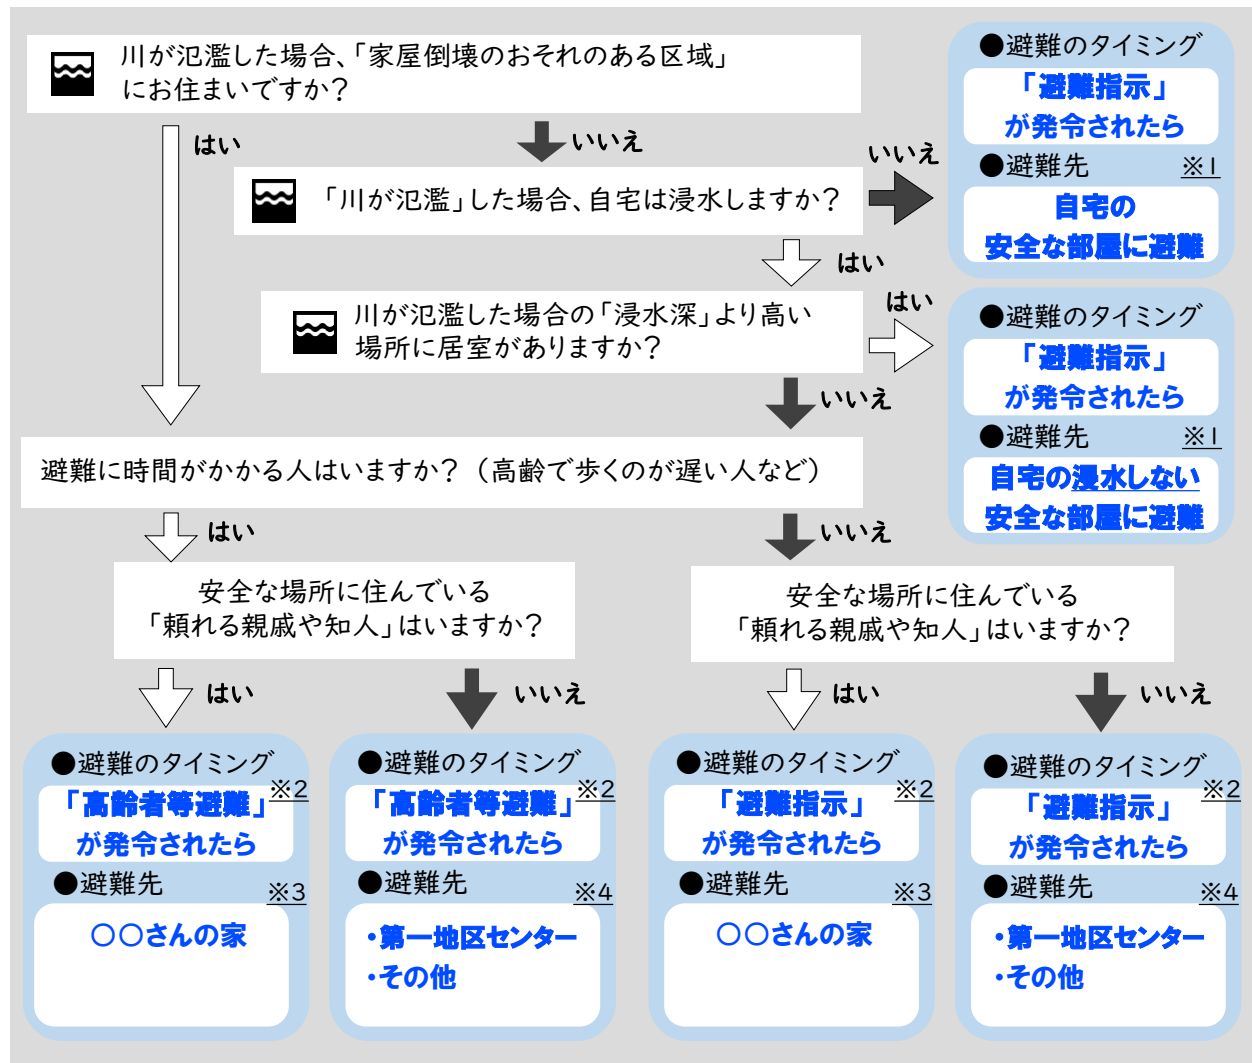 川が氾濫した場合、「家屋倒壊のおそれのある区域」
にお住まいですか？
はい
いいえ
「川が氾濫」した場合、自宅は浸水しますか？
いいえ
●避難のタイミング
「避難指示」
が発令されたら
●避難先
※1
自宅の
安全な部屋に避難
はい
川が氾濫した場合の「浸水深」より高い
場所に居室がありますか？
はい
●避難のタイミング
「避難指示」
が発令されたら
●避難先
※1
自宅の浸水しない
安全な部屋に避難
いいえ
避難に時間がかかる人はいますか？（高齢で歩くのが遅い人など）
はい
いいえ
安全な場所に住んでいる
「頼れる親戚や知人」はいますか？
安全な場所に住んでいる
「頼れる親戚や知人」はいますか？
はい
いいえ
はい
いいえ
●避難のタイミング
※2
「高齢者等避難」
が発令されたら
●避難先
※3
○○さんの家
●避難のタイミング
※2
「高齢者等避難」
が発令されたら
●避難先
※4
・第一地区センター
・その他
●避難のタイミング
※2
「避難指示」
が発令されたら
●避難先
※3
○○さんの家
●避難のタイミング
※2
「避難指示」
が発令されたら
●避難先
※4
・第一地区センター
・その他